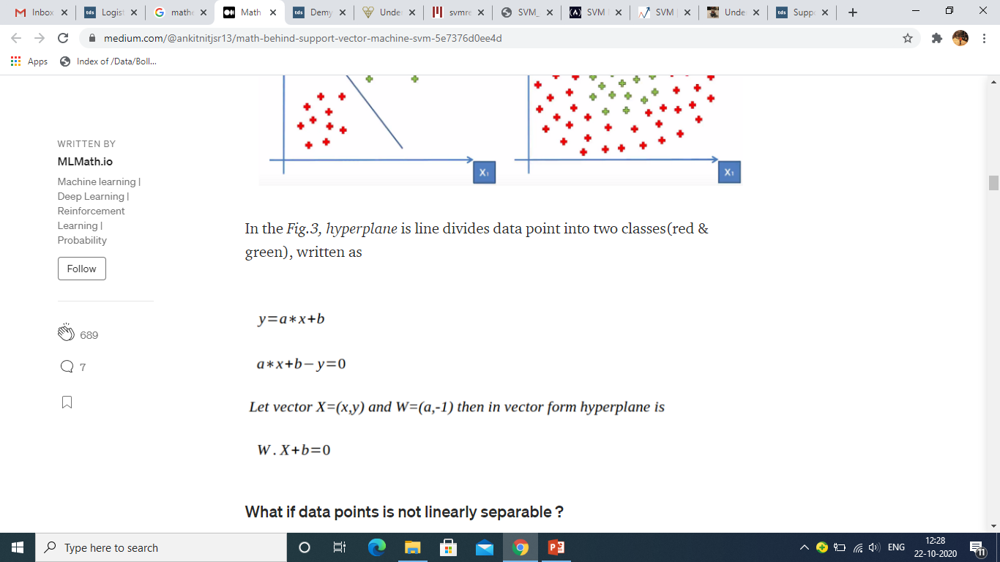 Inbox
Logist
mathe
Math
Demy
Unde
svmre
SVM_
SVM
SVM
Unde
Supp
medium.com/@ankitnitjsr13/math-behind-support-vector-machine-svm-5e7376d0ee4d
Apps
Index of /Data/Boll...
X₁
X₁
WRITTEN BY
MLMath.io
Machine learning |
Deep Learning |
Reinforcement
Learning |
Probability
Follow
689
7
In the Fig.3, hyperplane is line divides data point into two classes(red &
green), written as
y=a*x+b
a*x+b−y=0
Let vector X=(x,y) and W=(a,-1) then in vector form hyperplane is
W . X+b=0
What if data points is not linearly separable ?
Type here to search
ENG
12:28
22-10-2020
11